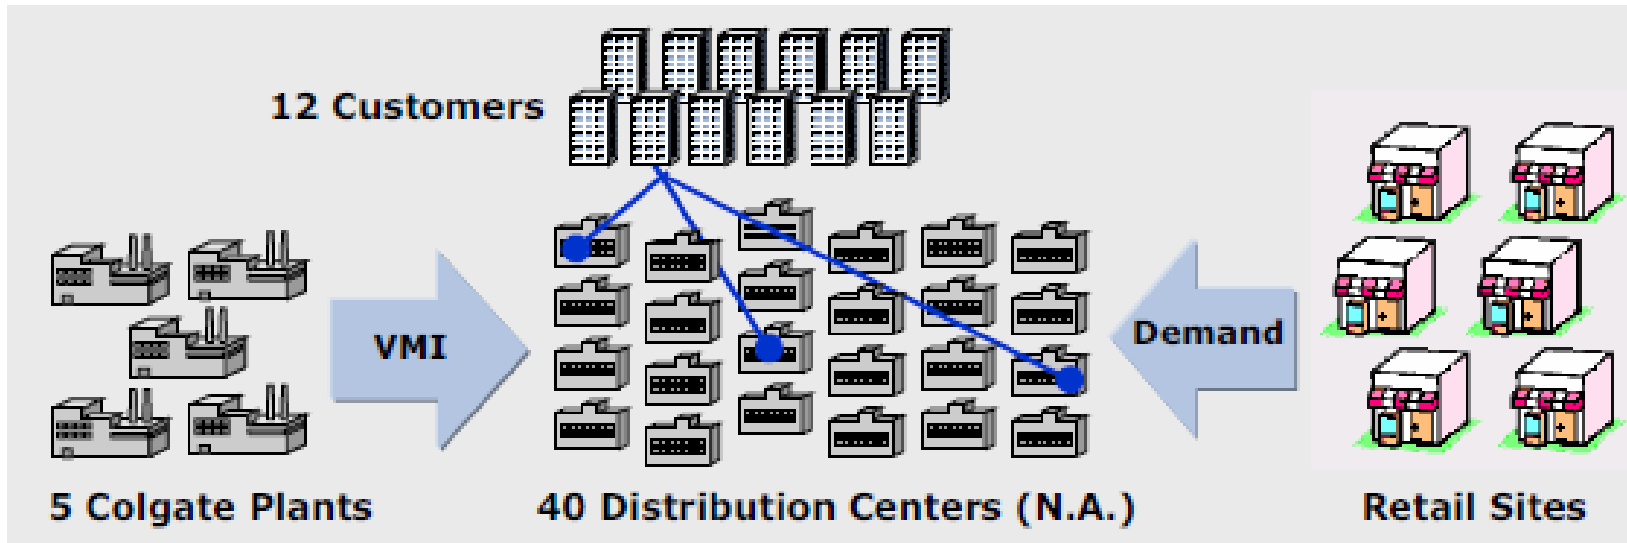 12 Customers
VMI
Demand
5 Colgate Plants
40 Distribution Centers (N.A.)
Retail Sites